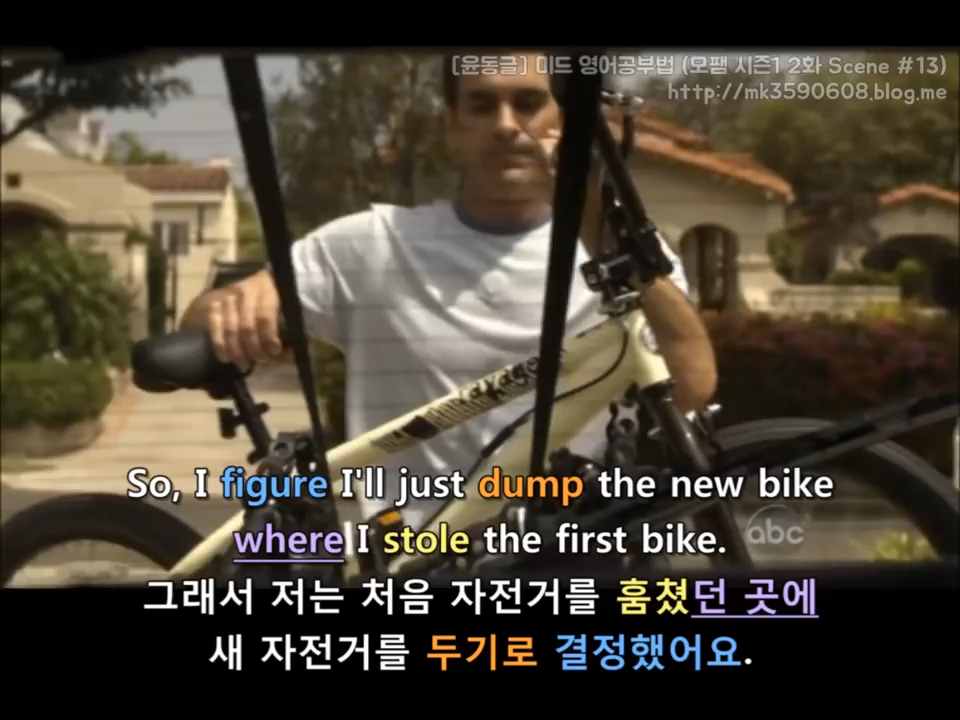 [윤동글] 미드 영어공부법 (모팸 시즌1 2화 Scene #13)
http://mk3590608.blog.me
So, I figure I'll just dump the new bike
where I stole the first bike.
abc
그래서 저는 처음 자전거를 훔쳤던 곳에
새 자전거를 두기로 결정했어요.